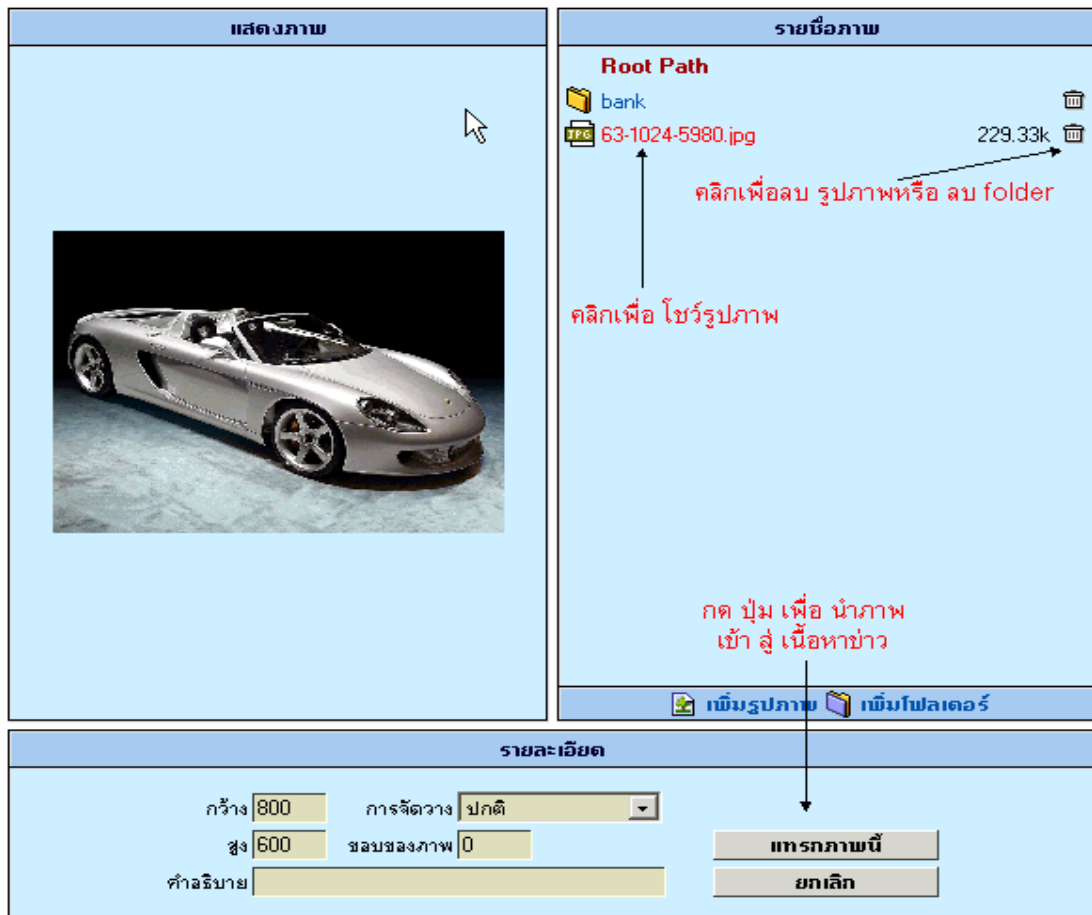 แสดงภาพ
รายชื่อภาพ
Root Path
bank
JPG 63-1024-5980.jpg 229.33k
คลิกเพื่อลบ รูปภาพหรือ ลบ folder
คลิกเพื่อ โชว์รูปภาพ
กด ปุ่ม เพื่อ นำภาพ
เข้า สู่ เนื้อหาข่าว
เพิ่มรูปภาพ เพิ่มโฟลเดอร์
รายละเอียด
กว้าง 800 การจัดวาง ปกติ
สูง 600 ขอบของภาพ 0
แทรกภาพนี้
คำอธิบาย
ยกเลิก